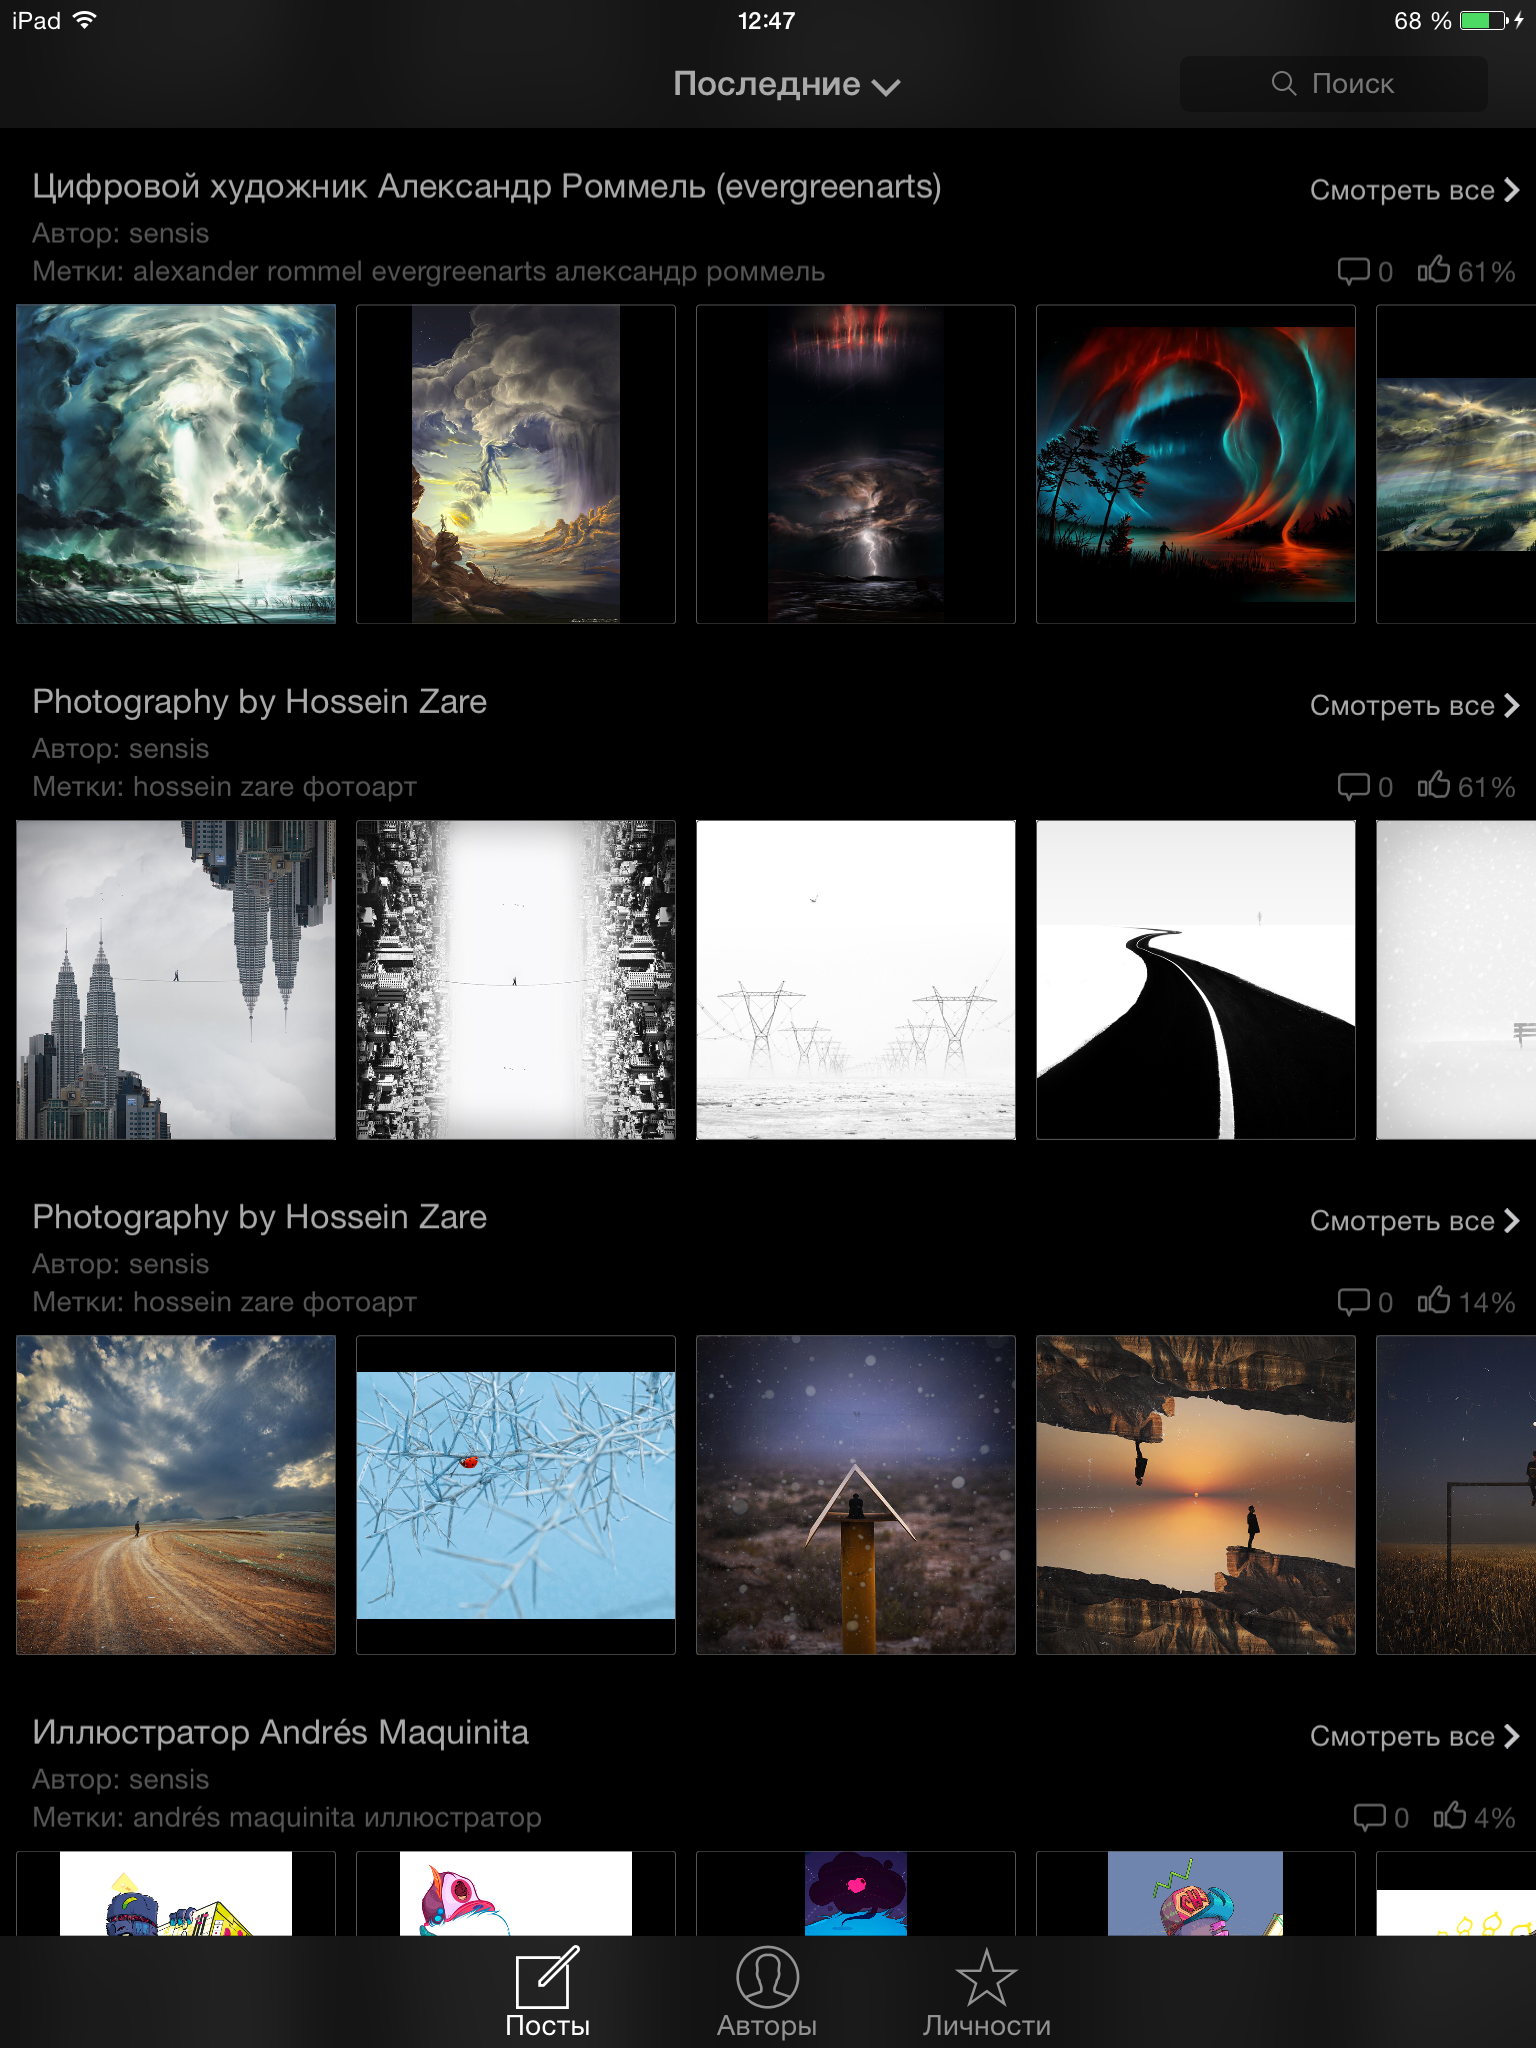 iPad 12:47 68 %
Последние Поиск
Цифровой художник Александр Роммель (evergreenarts) Смотреть все
Автор: sensis
Метки: alexander rommel evergreenarts александр роммель 0 61%
Photography by Hossein Zare Смотреть все
Автор: sensis
Метки: hossein zare фотоарт 0 61%
Photography by Hossein Zare Смотреть все
Автор: sensis
Метки: hossein zare фотоарт 0 14%
Иллюстратор Andrés Maquinita Смотреть все
Автор: sensis
Метки: andrés maquinita иллюстратор 0 4%
Посты Авторы Личности